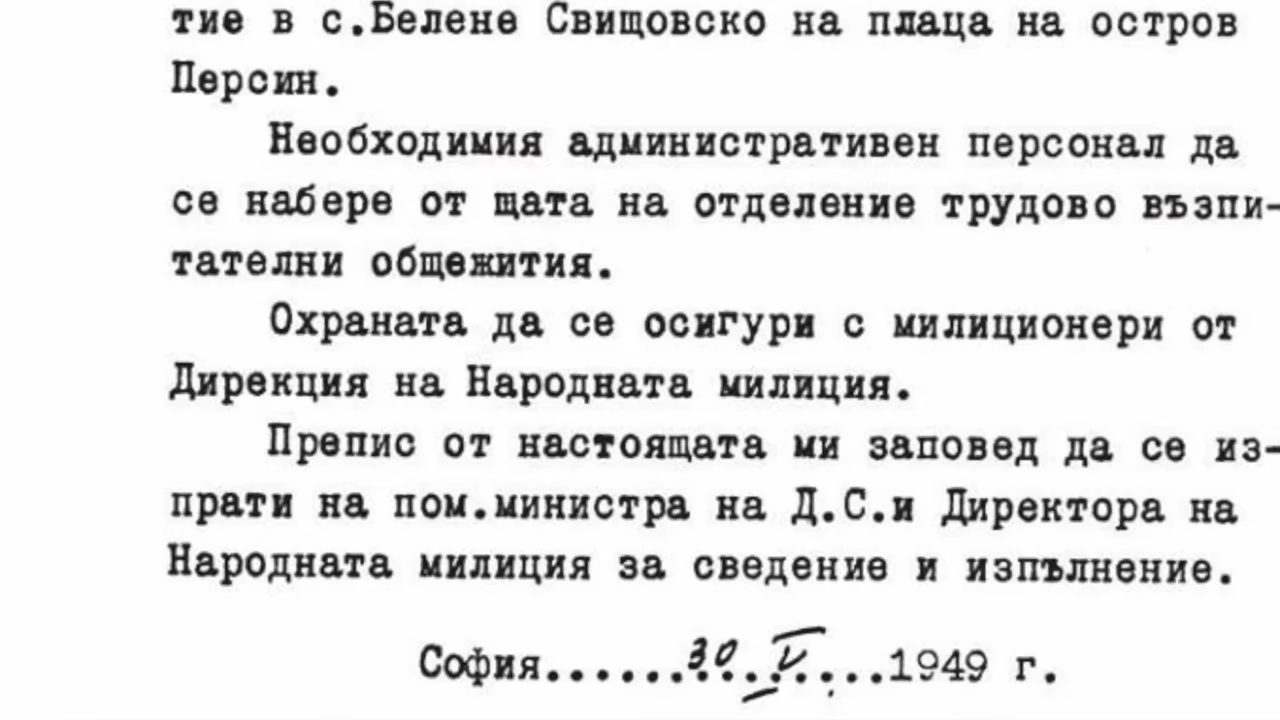 тие в с.Белене Свищовско на плаца на остров
Персин.
Необходимия административен персонал да
се набере от щата на отделение трудово възпи-
тателни общежития.
Охраната да се осигури с милиционери от
Дирекция на Народната милиция.
Препис от настоящата ми заповед да се из-
прати на пом.министра на Д.С.и Директора на
Народната милиция за сведение и изпълнение.
София......30.V....1949 г.